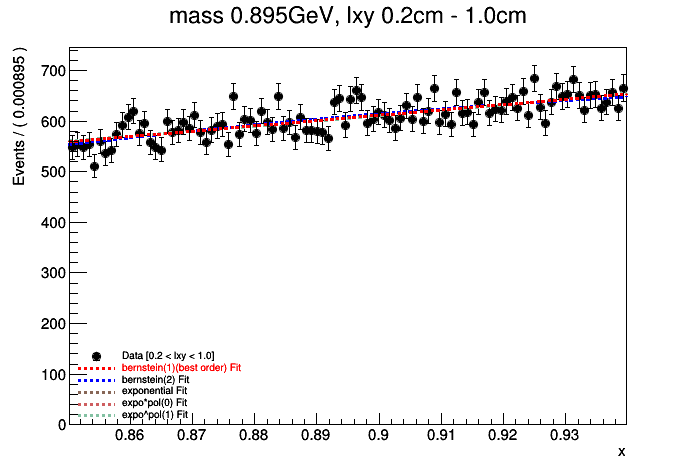 mass 0.895GeV, lxy 0.2cm - 1.0cm
Events / ( 0.000895 )
700
600
500
400
300
200
100
0
Data [0.2 < lxy < 1.0]
bernstein(1)(best order) Fit
bernstein(2) Fit
exponential Fit
expo*pol(0) Fit
expo*pol(1) Fit
0.86 0.87 0.88 0.89 0.9 0.91 0.92 0.93
x